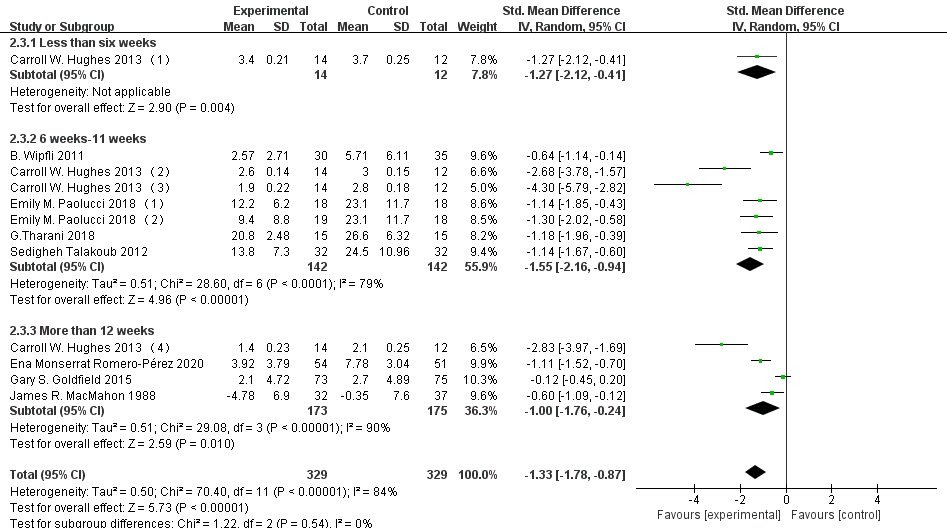 Experimental Control Std. Mean Difference Std. Mean Difference
Study or Subgroup Mean SD Total Mean SD Total Weight IV, Random, 95% CI IV, Random, 95% CI
2.3.1 Less than six weeks
Carroll W. Hughes 2013 (1) 3.4 0.21 14 3.7 0.25 12 7.8% -1.27 [-2.12, -0.41]
Subtotal (95% CI) 14 12 7.8% -1.27 [-2.12, -0.41]
Heterogeneity: Not applicable
Test for overall effect: Z = 2.90 (P = 0.004)
2.3.2 6 weeks-11 weeks
B. Wipfli 2011 2.57 2.71 30 5.71 6.11 35 9.6% -0.64 [-1.14, -0.14]
Carroll W. Hughes 2013 (2) 2.6 0.14 14 3 0.15 12 6.6% -2.68 [-3.78, -1.57]
Carroll W. Hughes 2013 (3) 1.9 0.22 14 2.8 0.18 12 5.0% -4.30 [-5.79, -2.82]
Emily M. Paolucci 2018 (1) 12.2 6.2 18 23.1 11.7 18 8.6% -1.14 [-1.85, -0.43]
Emily M. Paolucci 2018 (2) 9.4 8.8 19 23.1 11.7 18 8.6% -1.30 [-2.02, -0.58]
G.Tharani 2018 20.8 2.48 15 26.6 6.32 15 8.2% -1.18 [-1.96, -0.39]
Sedigheh Talakoub 2012 13.8 7.3 32 24.5 10.96 32 9.4% -1.14 [-1.67, -0.60]
Subtotal (95% CI) 142 142 55.9% -1.55 [-2.16, -0.94]
Heterogeneity: Tau² = 0.51; Chi² = 28.60, df = 6 (P < 0.0001); I² = 79%
Test for overall effect: Z = 4.96 (P < 0.00001)
2.3.3 More than 12 weeks
Carroll W. Hughes 2013 (4) 1.4 0.23 14 2.1 0.25 12 6.5% -2.83 [-3.97, -1.69]
Ena Monserrat Romero-Pérez 2020 3.92 3.79 54 7.78 3.04 51 9.9% -1.11 [-1.52, -0.70]
Gary S. Goldfield 2015 2.1 4.72 73 2.7 4.89 75 10.3% -0.12 [-0.45, 0.20]
James R. MacMahon 1988 -4.78 6.9 32 -0.35 7.6 37 9.6% -0.60 [-1.09, -0.12]
Subtotal (95% CI) 173 175 36.3% -1.00 [-1.76, -0.24]
Heterogeneity: Tau² = 0.51; Chi² = 29.08, df = 3 (P < 0.00001); I² = 90%
Test for overall effect: Z = 2.59 (P = 0.010)
Total (95% CI) 329 329 100.0% -1.33 [-1.78, -0.87]
Heterogeneity: Tau² = 0.50; Chi² = 70.40, df = 11 (P < 0.00001); I² = 84%
Test for overall effect: Z = 5.73 (P < 0.00001)
Test for subgroup differences: Chi² = 1.22, df = 2 (P = 0.54), I² = 0%
-4 -2 0 2 4
Favours [experimental] Favours [control]